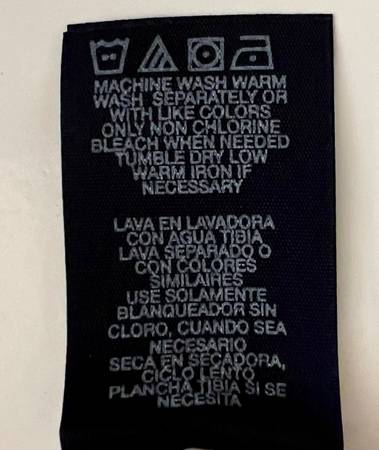 MACHINE WASH WARM
WASH SEPARATELY OR
WITH LIKE COLORS
ONLY NON CHLORINE
BLEACH WHEN NEEDED
TUMBLE DRY LOW
WARM IRON IF
NECESSARY
LAVA EN LAVADORA
CON AGUA TIBIA
LAVA SEPARADO O
CON COLORES
SIMILAIRES
USE SOLAMENTE
BLANQUEADOR SIN
CLORO, CUANDO SEA
NECESARIO
SECA EN SECADORA,
CICLO LENTO
PLANCHA TIBIA SI SE
NECESITA